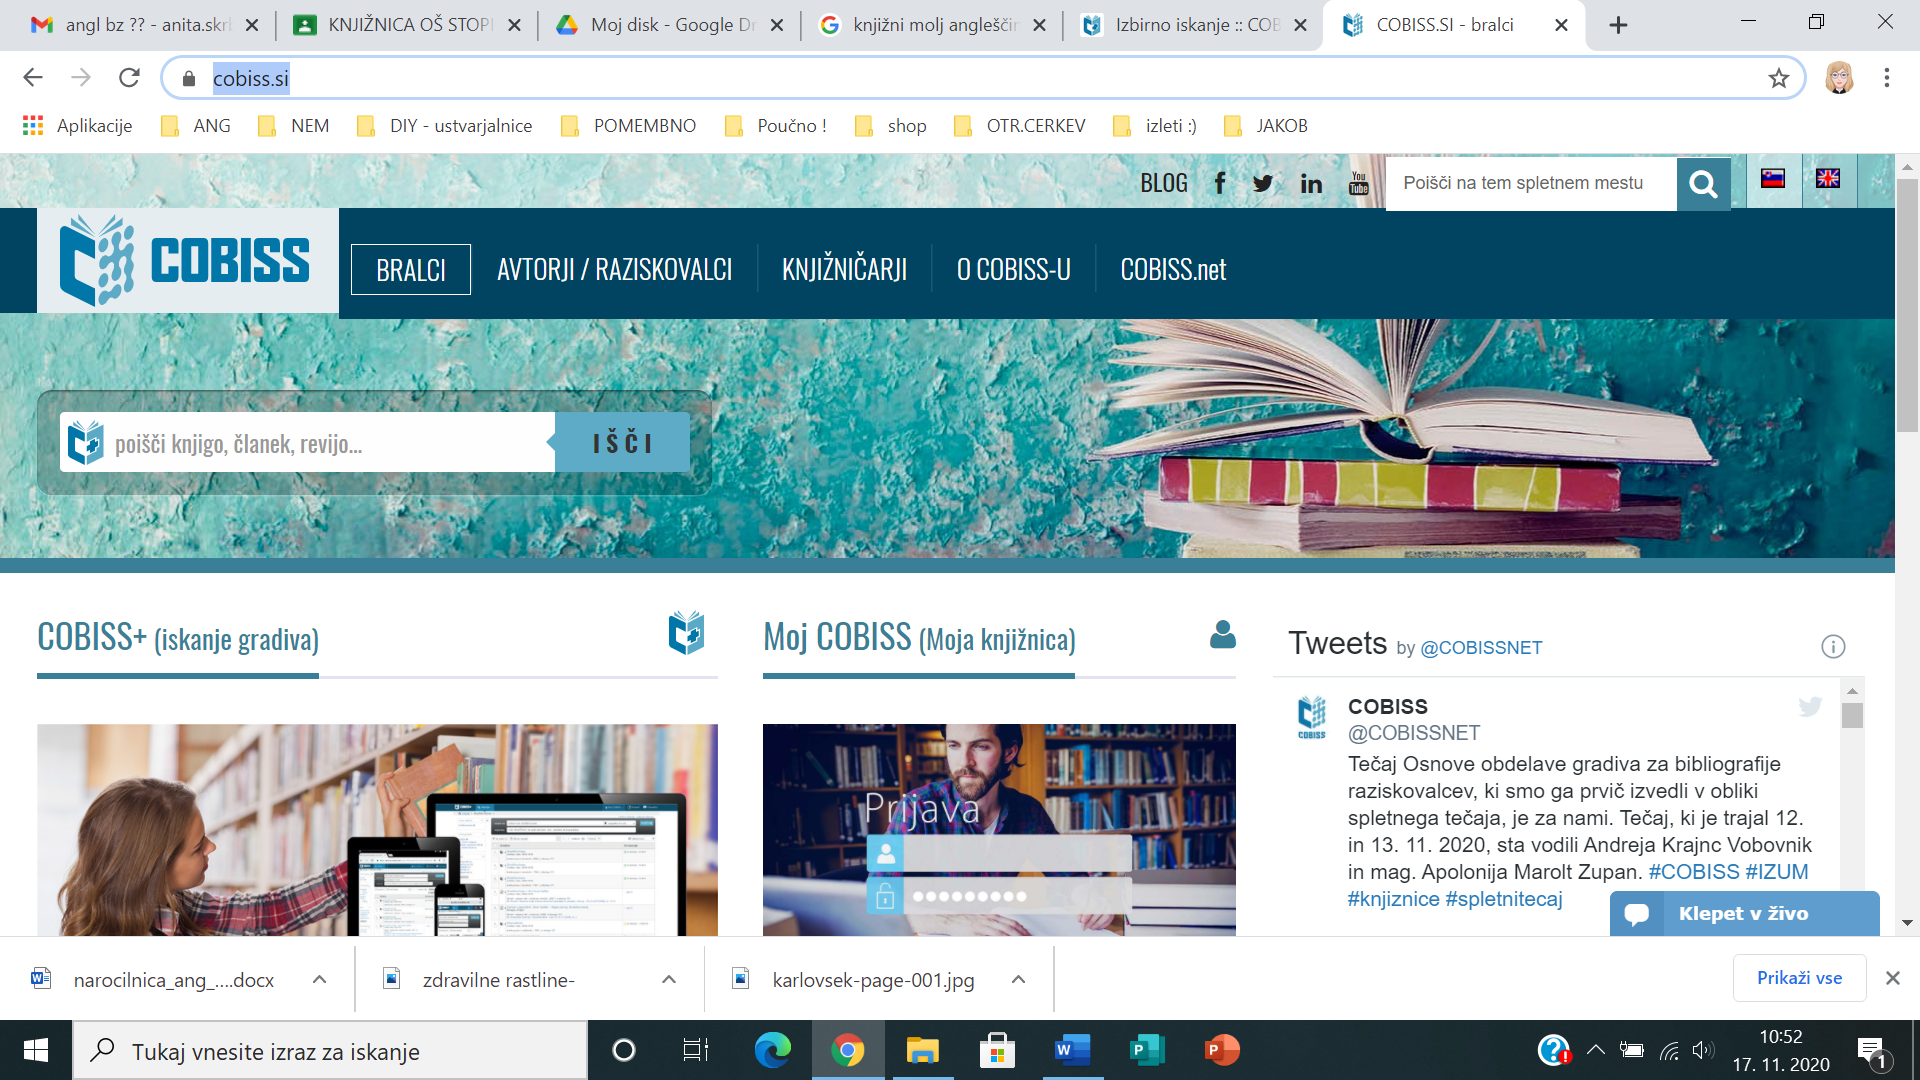 angl bz ?? - anita.skr
KNJIŽNICA OŠ STOPI
Moj disk - Google Dr
knjižni molj angleščin
Izbirno iskanje :: COB
COBISS.SI - bralci
cobiss.si
Aplikacije
ANG
NEM
DIY - ustvarjalnice
POMEMBNO
Poučno !
shop
OTR.CERKEV
izleti :)
JAKOB
BLOG
You Tube
Poišči na tem spletnem mestu
COBISS
BRALCI
AVTORJI / RAZISKOVALCI
KNJIŽNIČARJI
O COBISS-U
COBISS.net
poišči knjigo, članek, revijo...
IŠČI
COBISS+ (iskanje gradiva)
Moj COBISS (Moja knjižnica)
Prijava
Tweets by @COBISSNET
COBISS
COBISS
@COBISSNET
Tečaj Osnove obdelave gradiva za bibliografije
raziskovalcev, ki smo ga prvič izvedli v obliki
spletnega tečaja, je za nami. Tečaj, ki je trajal 12.
in 13. 11. 2020, sta vodili Andreja Krajnc Vobovnik
in mag. Apolonija Marolt Zupan. #COBISS #IZUM
#knjiznice #spletnitecaj
Klepet v živo
narocilnica_ang_....docx
zdravilne rastline-
karlovsek-page-001.jpg
Prikaži vse
Tukaj vnesite izraz za iskanje
10:52
17. 11. 2020
1